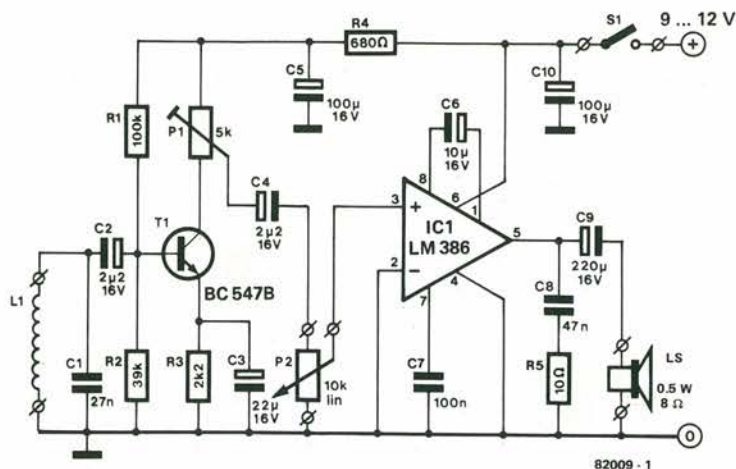 R4
680Ω
S1
9 ... 12 V
+
C5
100µ
16V
C10
100µ
16V
R1
100k
P1
5k
C6
10µ
16V
C4
2µ2
16V
8
6
1
3
+
IC1
LM 386
5
2
−
4
7
C9
220µ
16V
C2
2µ2
16V
T1
BC 547B
C8
47n
L1
C1
27n
R2
39k
R3
2k2
C3
22µ
16V
P2
10k
lin
C7
100n
R5
10Ω
LS
0.5 W
8 Ω
0
82009 - 1